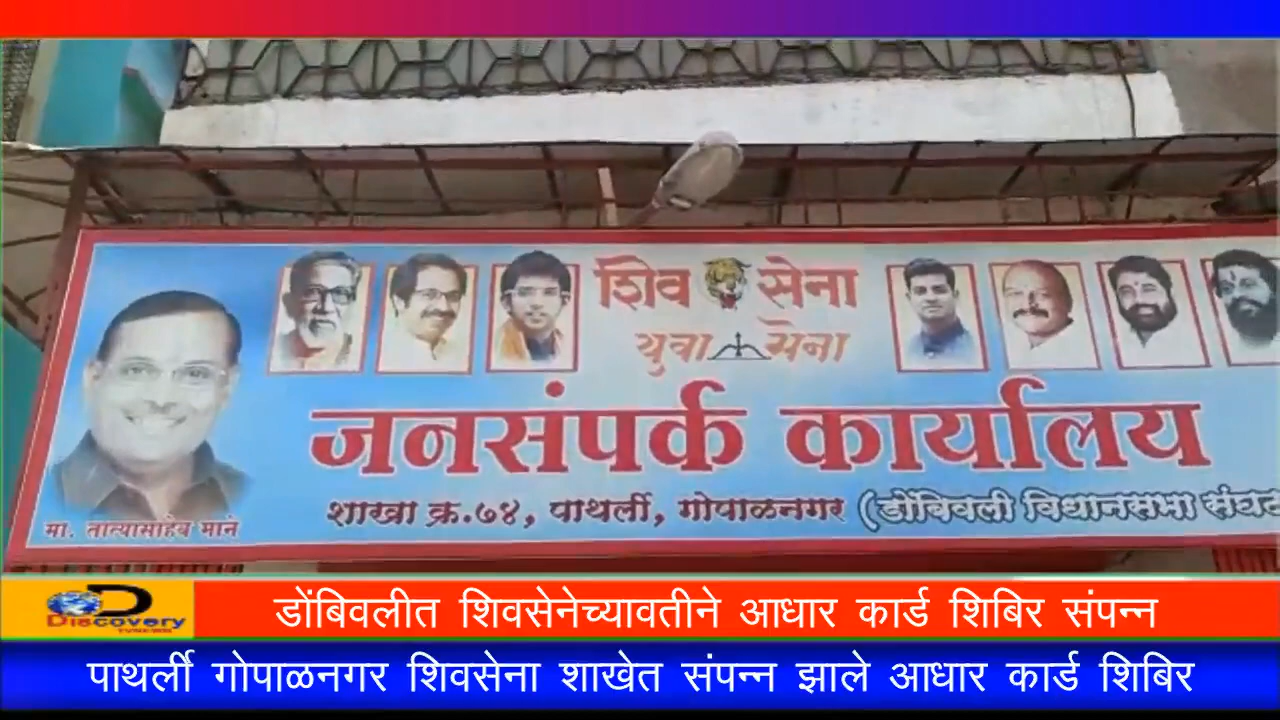 शिव सेना
युवा सेना
जनसंपर्क कार्यालय
शाखा क्र.७४, पाथर्ली, गोपाळनगर (डोंबिवली विधानसभा
मा. तात्यासाहेब माने
Discovery
डोंबिवलीत शिवसेनेच्यावतीने आधार कार्ड शिबिर संपन्न
पाथर्ली गोपाळनगर शिवसेना शाखेत संपन्न झाले आधार कार्ड शिबिर